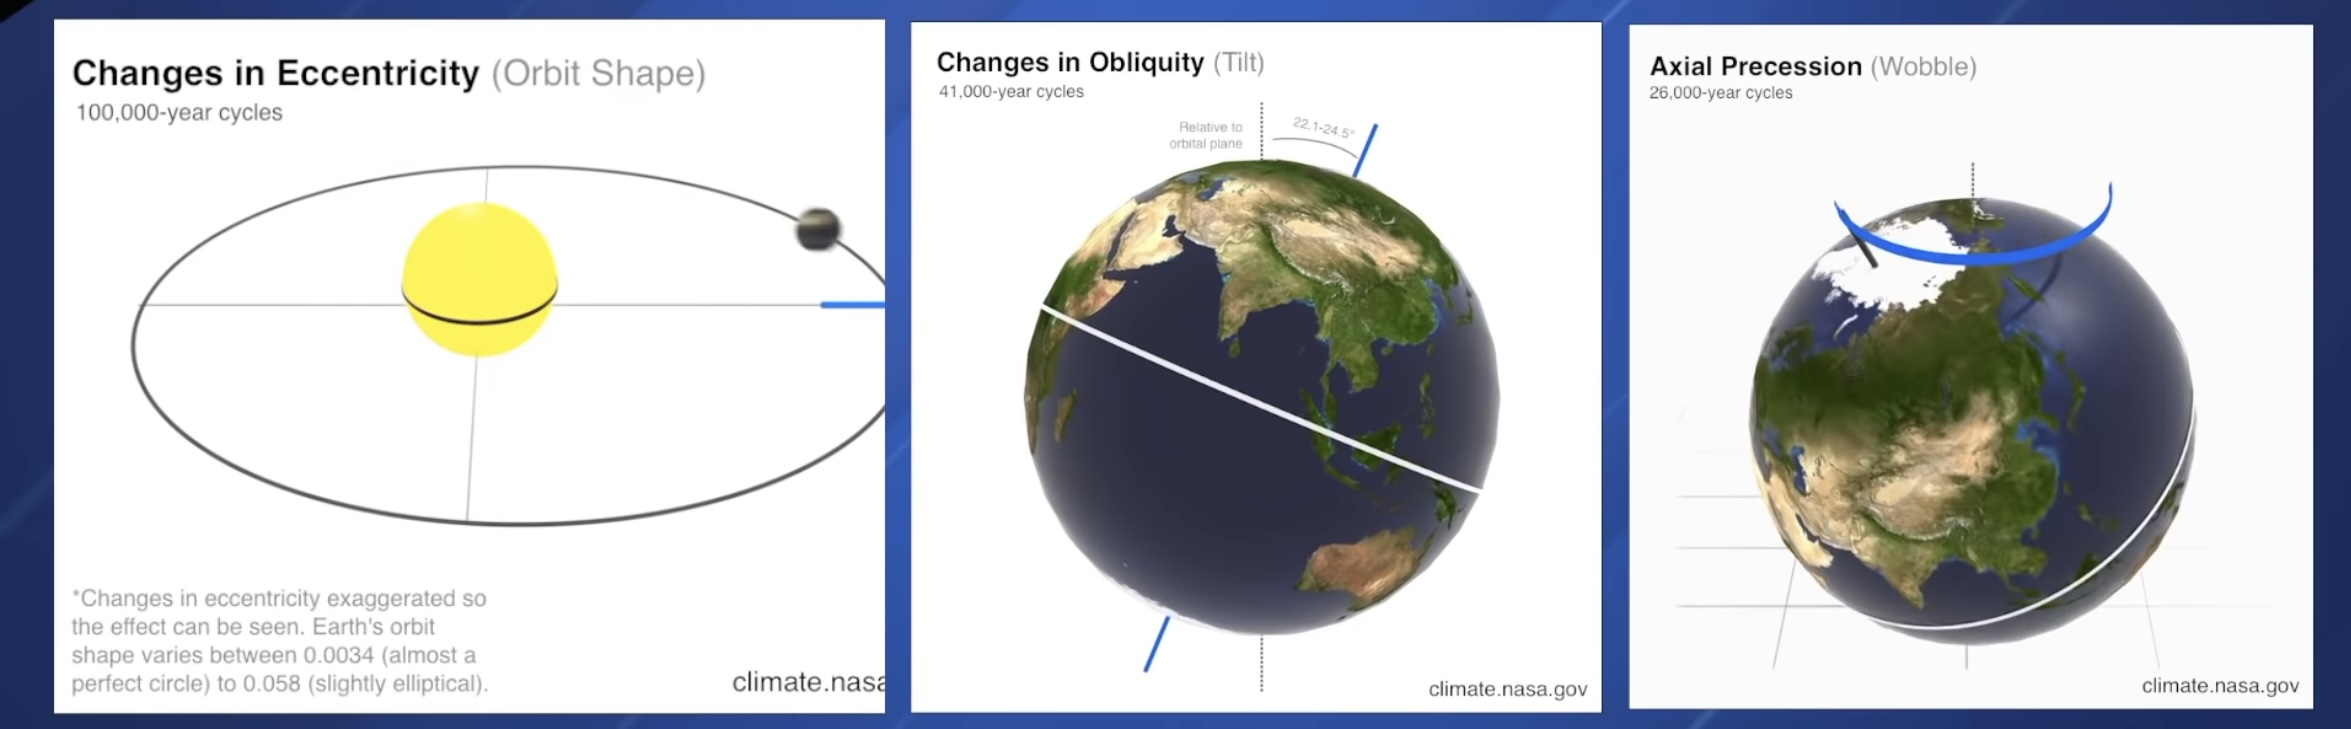 Changes in Eccentricity (Orbit Shape)
100,000-year cycles
*Changes in eccentricity exaggerated so
the effect can be seen. Earth's orbit
shape varies between 0.0034 (almost a
perfect circle) to 0.058 (slightly elliptical).
climate.nasa
Changes in Obliquity (Tilt)
41,000-year cycles
Relative to
orbital plane
22.1-24.5°
climate.nasa.gov
Axial Precession (Wobble)
26,000-year cycles
climate.nasa.gov